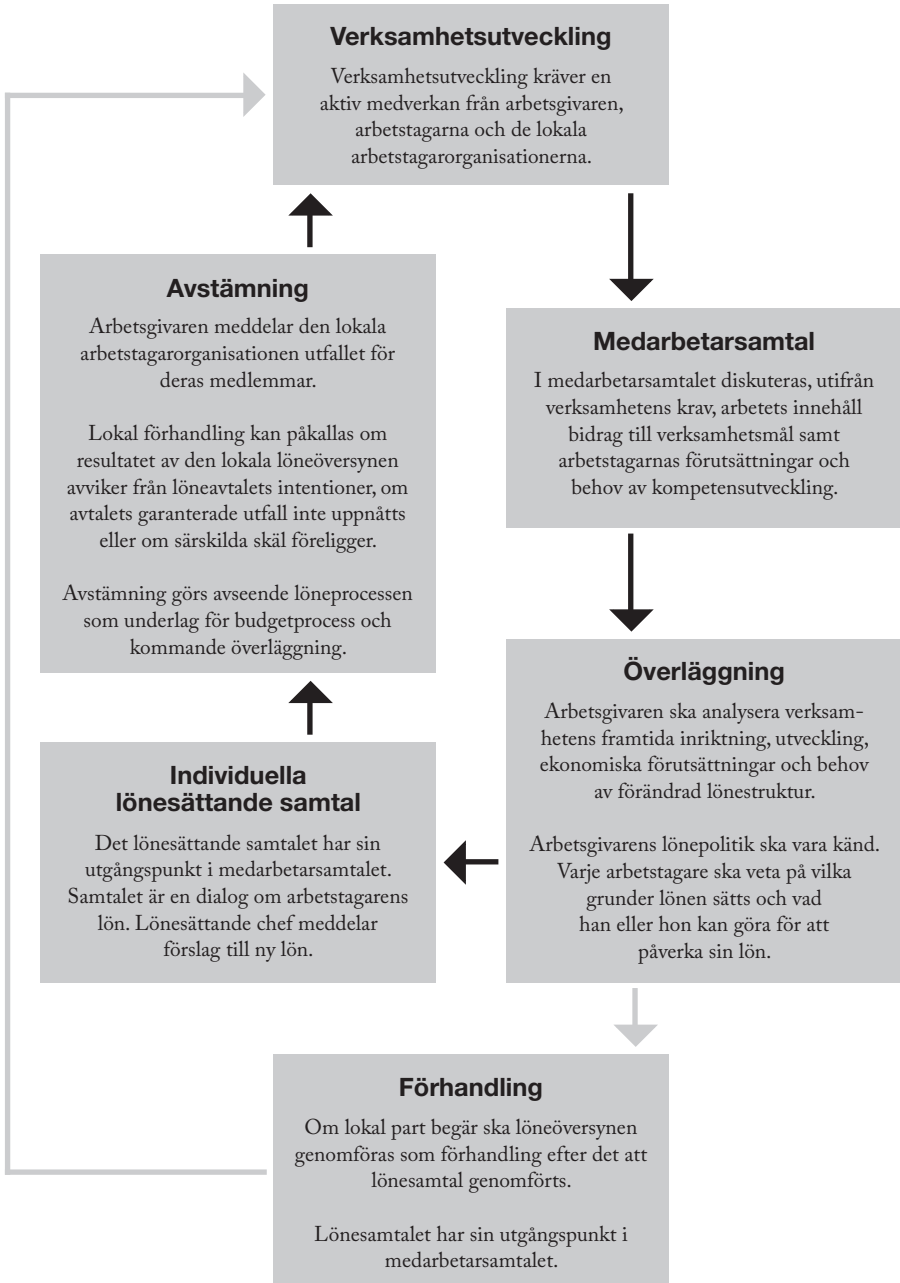 Verksamhetsutveckling
Verksamhetsutveckling kräver en
aktiv medverkan från arbetsgivaren,
arbetstagarna och de lokala
arbetstagarorganisationerna.
Medarbetarsamtal
I medarbetarsamtalet diskuteras, utifrån
verksamhetens krav, arbetets innehåll
bidrag till verksamhetsmål samt
arbetstagarnas förutsättningar och
behov av kompetensutveckling.
Överläggning
Arbetsgivaren ska analysera verksam-
hetens framtida inriktning, utveckling,
ekonomiska förutsättningar och behov
av förändrad lönestruktur.
Arbetsgivarens lönepolitik ska vara känd.
Varje arbetstagare ska veta på vilka
grunder lönen sätts och vad
han eller hon kan göra för att
påverka sin lön.
Individuella
lönesättande samtal
Det lönesättande samtalet har sin
utgångspunkt i medarbetarsamtalet.
Samtalet är en dialog om arbetstagarens
lön. Lönesättande chef meddelar
förslag till ny lön.
Avstämning
Arbetsgivaren meddelar den lokala
arbetstagarorganisationen utfallet för
deras medlemmar.
Lokal förhandling kan påkallas om
resultatet av den lokala löneöversynen
avviker från löneavtalets intentioner, om
avtalets garanterade utfall inte uppnåtts
eller om särskilda skäl föreligger.
Avstämning görs avseende löneprocessen
som underlag för budgetprocess och
kommande överläggning.
Förhandling
Om lokal part begär ska löneöversynen
genomföras som förhandling efter det att
lönesamtal genomförts.
Lönesamtalet har sin utgångspunkt i
medarbetarsamtalet.